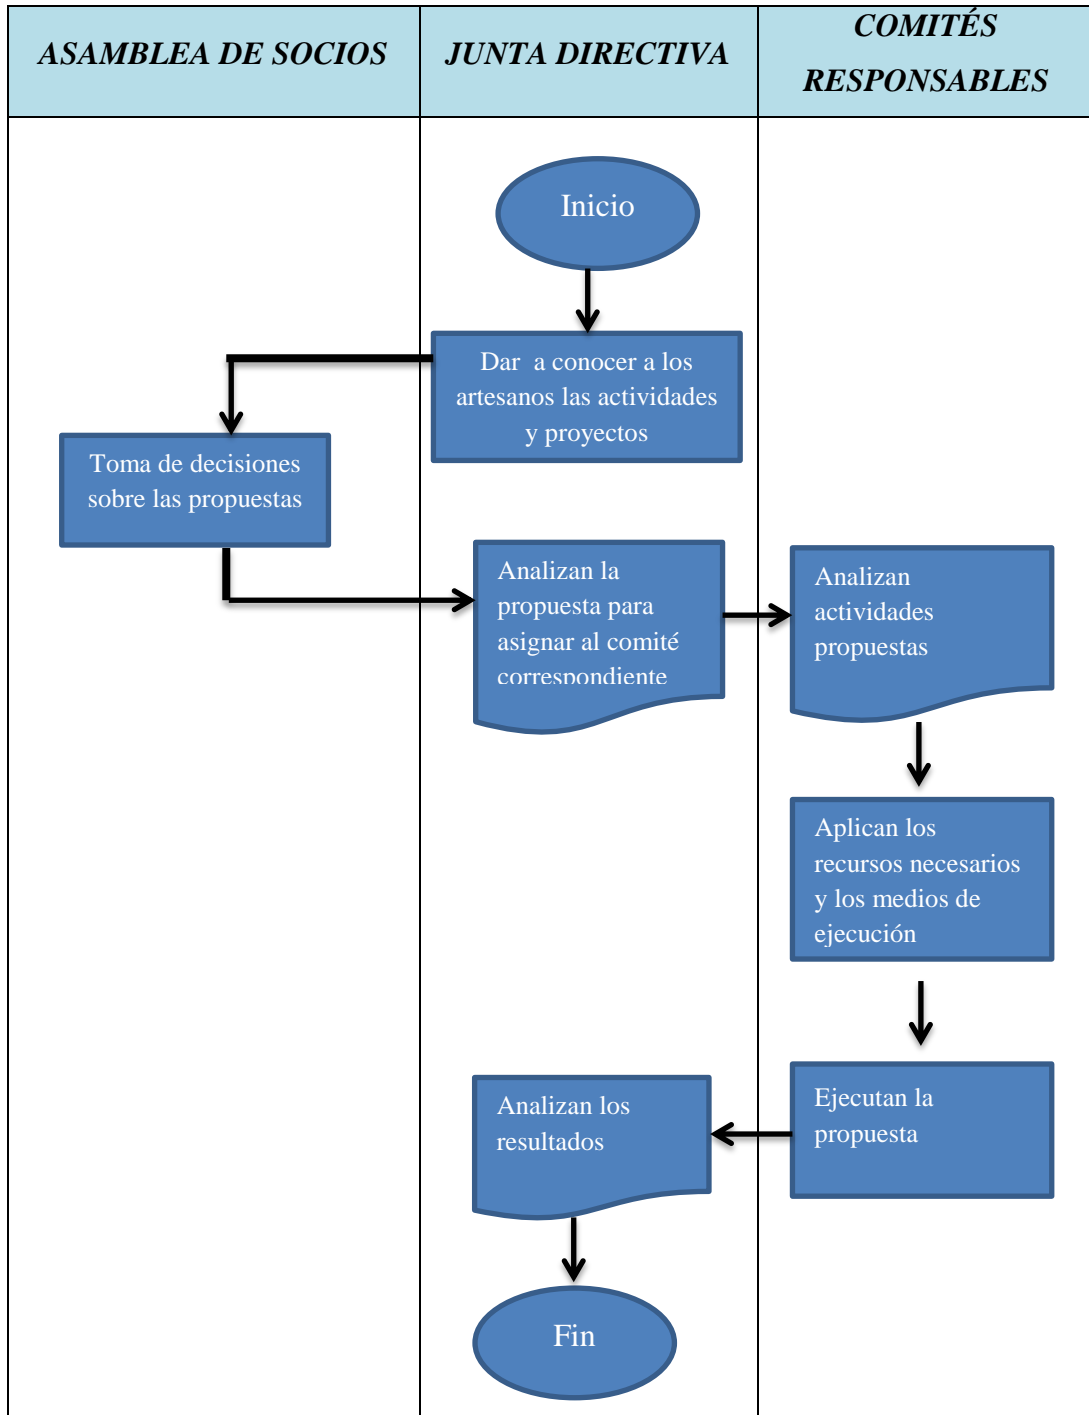 ASAMBLEA DE SOCIOS
JUNTA DIRECTIVA
COMITÉS
RESPONSABLES
Inicio
Dar a conocer a los
artesanos las actividades
y proyectos
Toma de decisiones
sobre las propuestas
Analizan la
propuesta para
asignar al comité
correspondiente
Analizan
actividades
propuestas
Aplican los
recursos necesarios
y los medios de
ejecución
Ejecutan la
propuesta
Analizan los
resultados
Fin